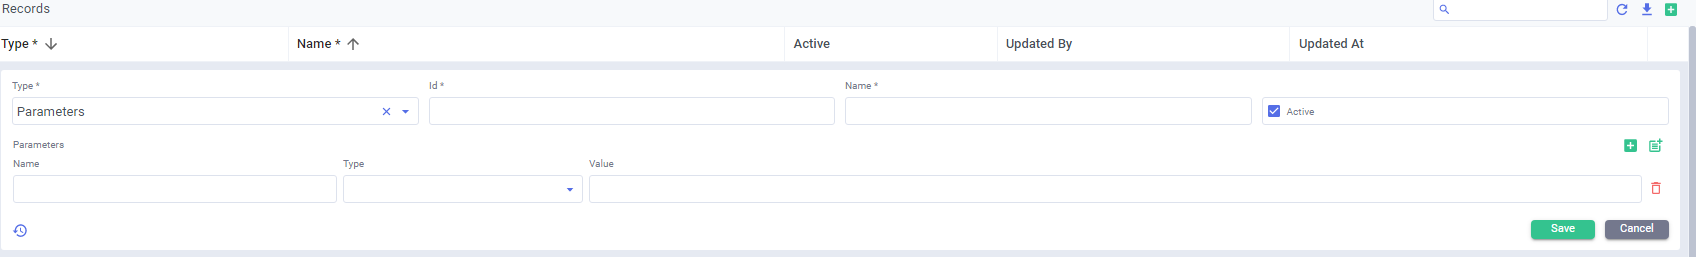 Records
Type * Name * Active Updated By Updated At
Type * Id * Name *
Parameters Active
Parameters
Name Type Value
Save Cancel